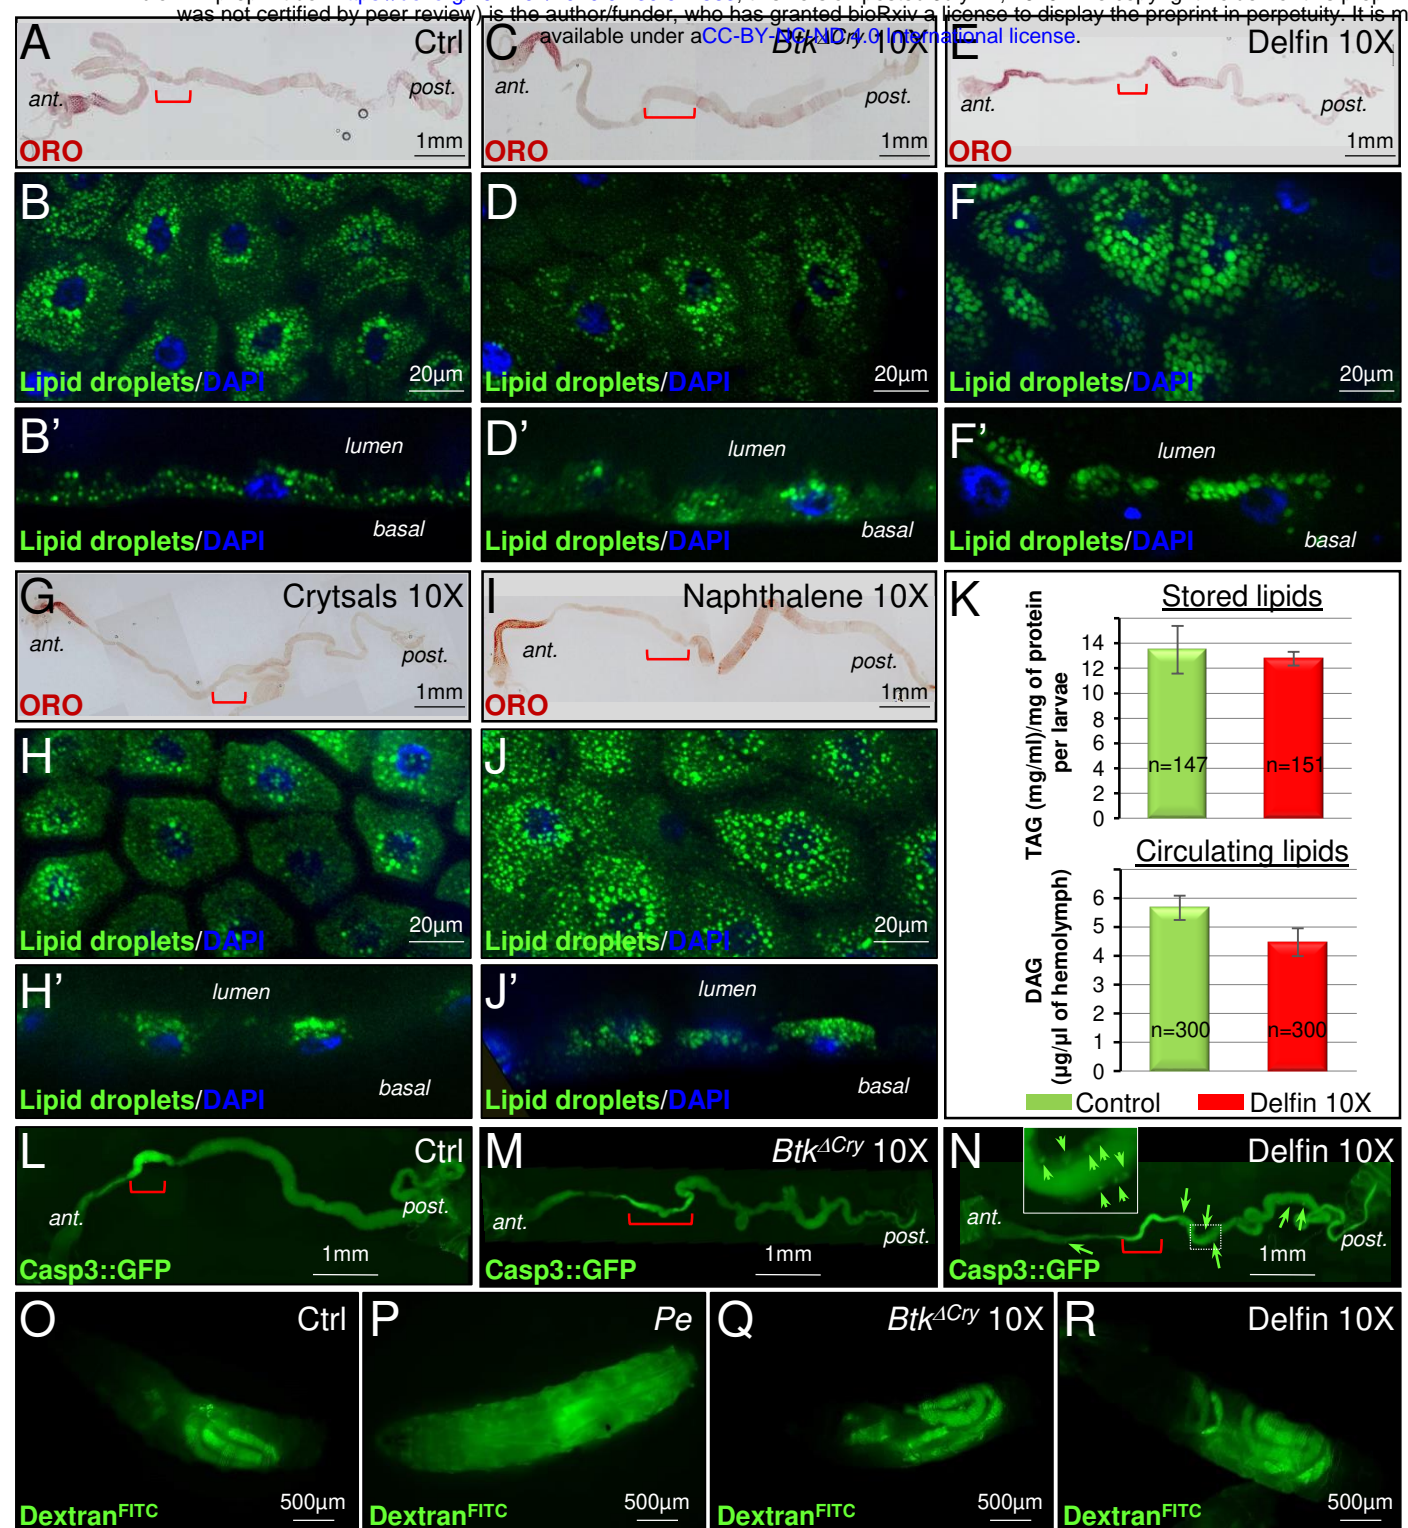 was not certified by peer review) is the author/funder, who has granted bioRxiv a license to display the preprint in perpetuity. It is m
available under aCC-BY-NC-ND 4.0 International license.
A Ctrl
ant. post.
ORO 1mm
C BtkΔCry 10X
ant. post.
ORO 1mm
E Delfin 10X
ant. post.
ORO 1mm
B
Lipid droplets/DAPI 20µm
D
Lipid droplets/DAPI 20µm
F
Lipid droplets/DAPI 20µm
B’ lumen
basal
Lipid droplets/DAPI
D’ lumen
basal
Lipid droplets/DAPI
F’ lumen
basal
Lipid droplets/DAPI
G Crytsals 10X
ant. post.
ORO 1mm
I Naphthalene 10X
ant. post.
ORO 1mm
H
Lipid droplets/DAPI 20µm
J
Lipid droplets/DAPI 20µm
H’ lumen
basal
Lipid droplets/DAPI
J’ lumen
basal
Lipid droplets/DAPI
K
Stored lipids
TAG (mg/ml)/mg of protein
per larvae
14
12
10
8
6
4
2
0
n=147 n=151
Circulating lipids
DAG
(µg/µl of hemolymph)
6
5
4
3
2
1
0
n=300 n=300
Control Delfin 10X
L Ctrl
ant. post.
Casp3::GFP 1mm
M BtkΔCry 10X
ant. post.
Casp3::GFP 1mm
N Delfin 10X
ant. post.
Casp3::GFP 1mm
O Ctrl
DextranFITC 500µm
P Pe
DextranFITC 500µm
Q BtkΔCry 10X
DextranFITC 500µm
R Delfin 10X
DextranFITC 500µm